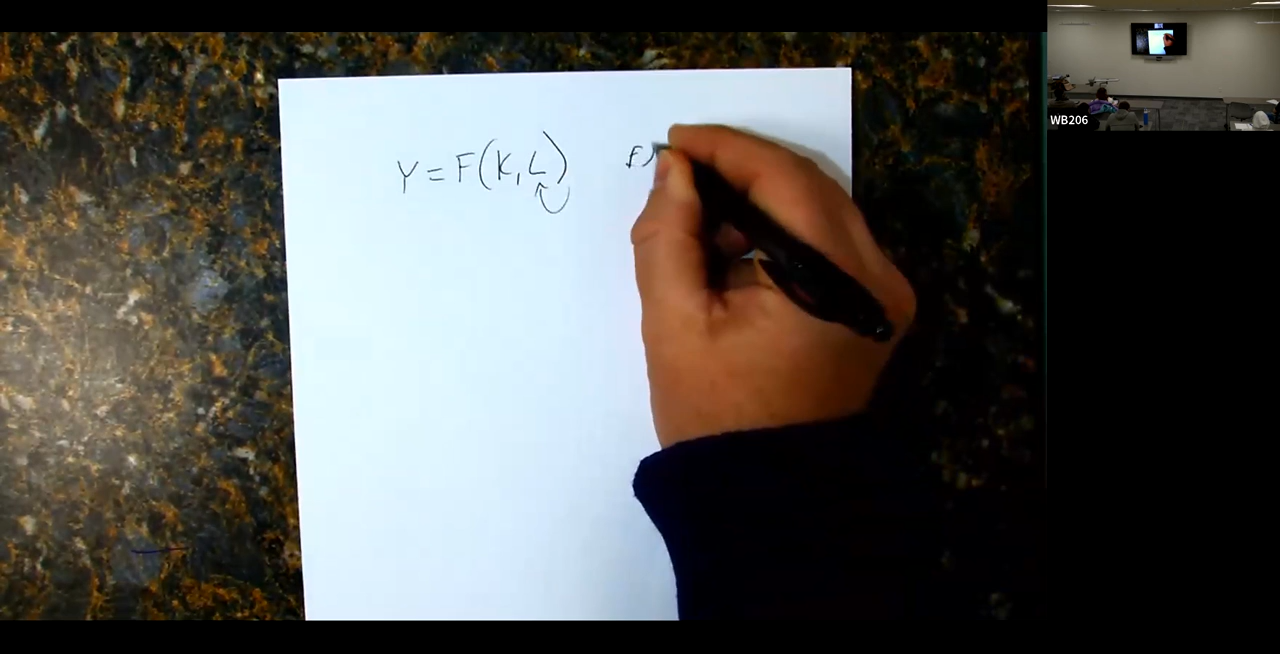 Y = F(K, L)
WB206